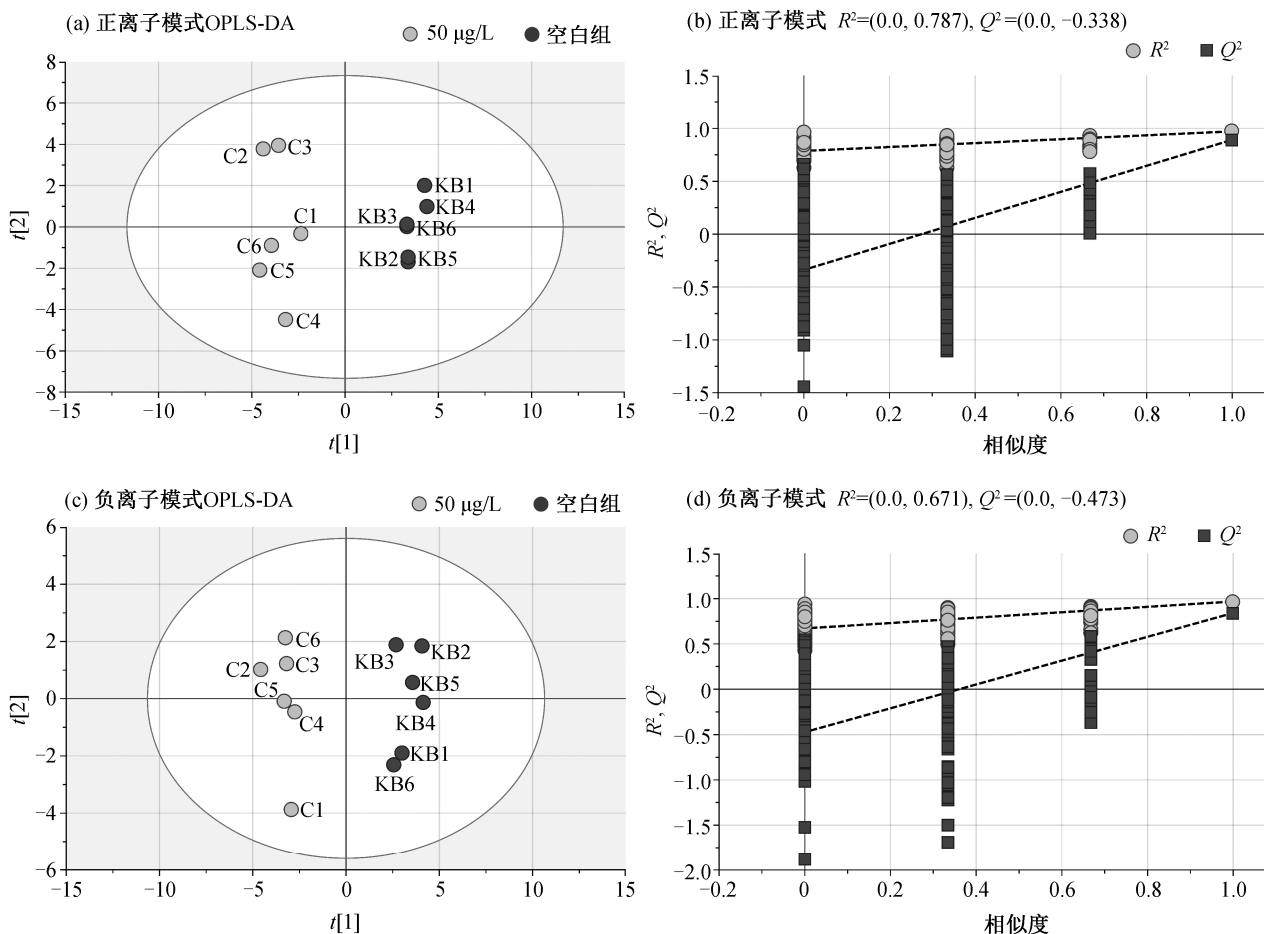 (a) 正离子模式OPLS-DA
50 μg/L 空白组
8
6
4
2
0
−2
−4
−6
−8
t[2]
C2
C3
C1
C6
C5
C4
KB1
KB4
KB3
KB6
KB2
KB5
−15 −10 −5 0 5 10 15
t[1]
(b) 正离子模式 R²=(0.0, 0.787), Q²=(0.0, −0.338)
R² Q²
1.5
1.0
0.5
0
−0.5
−1.0
−1.5
R², Q²
−0.2 0 0.2 0.4 0.6 0.8 1.0
相似度
(c) 负离子模式OPLS-DA
50 μg/L 空白组
6
4
2
0
−2
−4
−6
t[2]
C6
C3
C2
C5
C4
C1
KB3
KB2
KB5
KB4
KB1
KB6
−15 −10 −5 0 5 10 15
t[1]
(d) 负离子模式 R²=(0.0, 0.671), Q²=(0.0, −0.473)
R² Q²
1.5
1.0
0.5
0
−0.5
−1.0
−1.5
−2.0
R², Q²
−0.2 0 0.2 0.4 0.6 0.8 1.0
相似度